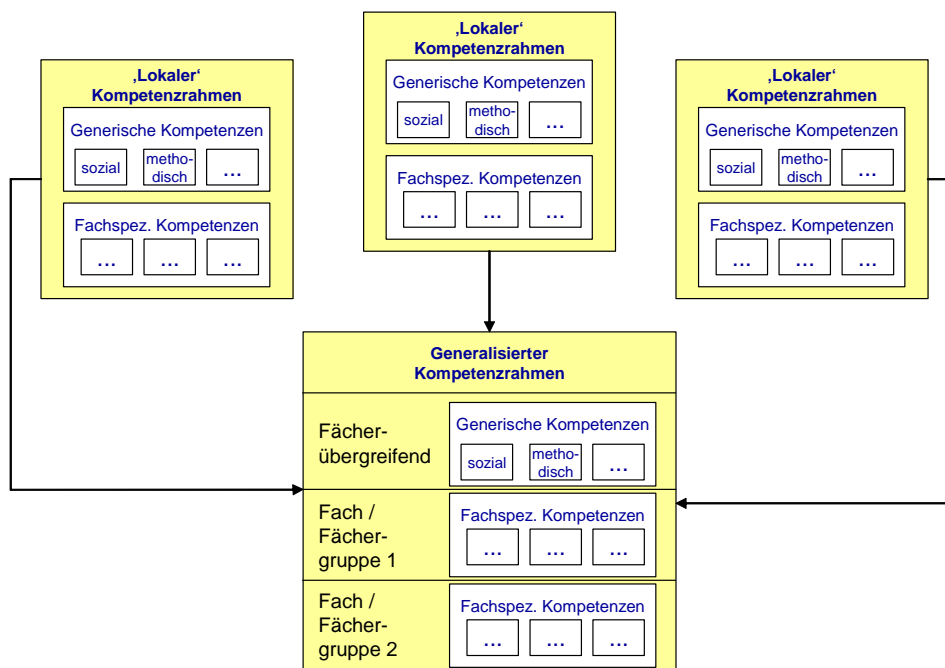 ‚Lokaler‘
Kompetenzrahmen
Generische Kompetenzen
sozial
metho-
disch
...
Fachspez. Kompetenzen
... ... ...
‚Lokaler‘
Kompetenzrahmen
Generische Kompetenzen
sozial
metho-
disch
...
Fachspez. Kompetenzen
... ... ...
‚Lokaler‘
Kompetenzrahmen
Generische Kompetenzen
sozial
metho-
disch
...
Fachspez. Kompetenzen
... ... ...
Generalisierter
Kompetenzrahmen
Fächer-
übergreifend
Generische Kompetenzen
sozial
metho-
disch
...
Fach /
Fächer-
gruppe 1
Fachspez. Kompetenzen
... ... ...
Fach /
Fächer-
gruppe 2
Fachspez. Kompetenzen
... ... ...